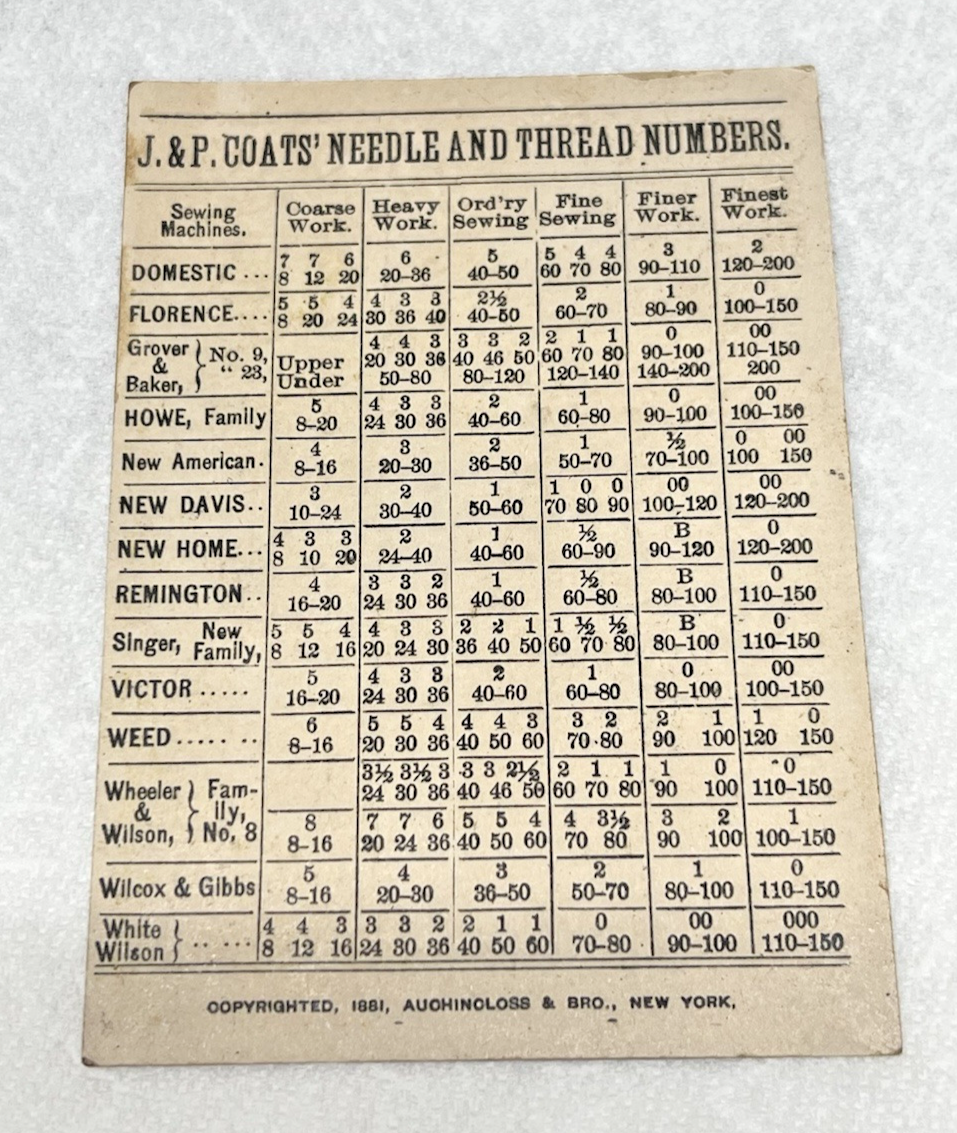 J. & P. COATS' NEEDLE AND THREAD NUMBERS.
Sewing Machines. Coarse Work. Heavy Work. Ord'ry Sewing Fine Sewing Finer Work. Finest Work.
DOMESTIC ... 7 7 6 6 5 5 4 4 3 2
8 12 20 20–36 40–50 60 70 80 90–110 120–200
FLORENCE.... 5 5 4 4 3 3 2½ 2 1 0
8 20 24 30 36 40 40–50 60–70 80–90 100–150
Grover & Baker, } No. 9, 4 4 3 3 3 2 2 1 1 0 00
Upper 20 30 36 40 46 50 60 70 80 90–100 110–150
" 23, Under 50–80 80–120 120–140 140–200 200
HOWE, Family 5 4 3 3 2 1 0 00
8–20 24 30 36 40–60 60–80 90–100 100–150
New American. 4 3 2 1 ½ 0 00
8–16 20–30 36–50 50–70 70–100 100 150
NEW DAVIS.. 3 2 1 1 0 0 00 00
10–24 30–40 50–60 70 80 90 100–120 120–200
NEW HOME... 4 3 3 2 1 ½ B 0
8 10 20 24–40 40–60 60–90 90–120 120–200
REMINGTON.. 4 3 3 2 1 ½ B 0
16–20 24 30 36 40–60 60–80 80–100 110–150
Singer, New Family, 5 5 4 4 3 3 2 2 1 1 ½ ½ B 0
8 12 16 20 24 30 36 40 50 60 70 80 80–100 110–150
VICTOR ..... 5 4 3 3 2 1 0 00
16–20 24 30 36 40–60 60–80 80–100 100–150
WEED..... .. 6 5 5 4 4 4 3 3 2 2 1 1 0
8–16 20 30 36 40 50 60 70 80 90 100 120 150
Wheeler & Wilson, } Family, 3½ 3½ 3 3 3 2½ 2 1 1 1 0 0
24 30 36 40 46 50 60 70 80 90 100 110–150
No. 8 8 7 7 6 5 5 4 4 3½ 3 2 1
8–16 20 24 36 40 50 60 70 80 90 100 100–150
Wilcox & Gibbs 5 4 3 2 1 0
8–16 20–30 36–50 50–70 80–100 110–150
White Wilson } .. ... 4 4 3 3 3 2 2 1 1 0 00 000
8 12 16 24 30 36 40 50 60 70–80 90–100 110–150
COPYRIGHTED, 1881, AUCHINCLOSS & BRO., NEW YORK,